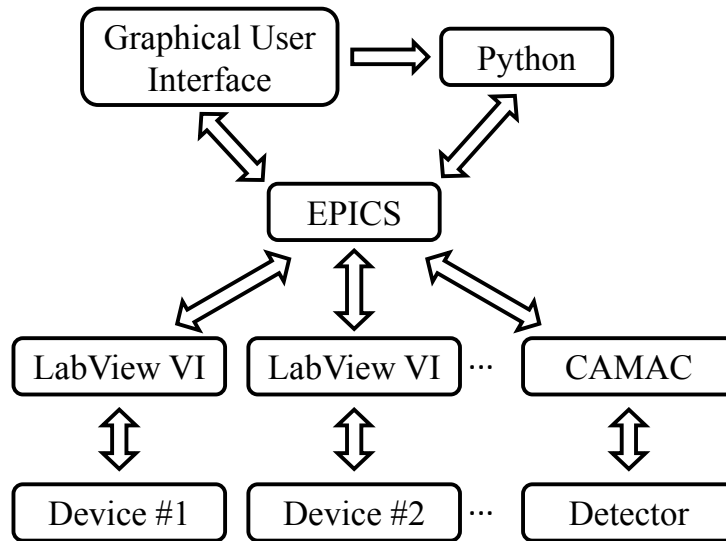 Graphical User
Interface
Python
EPICS
LabView VI
LabView VI
...
CAMAC
Device #1
Device #2
...
Detector